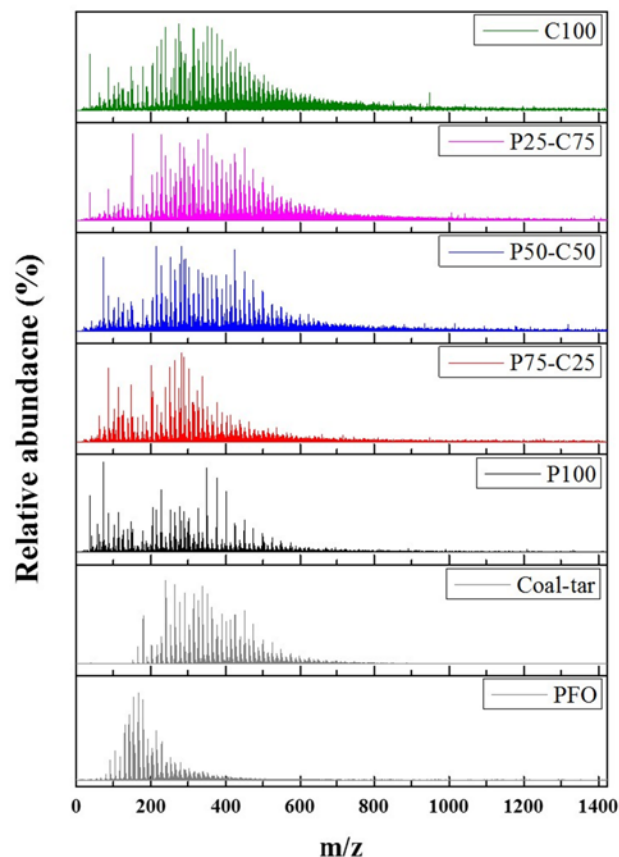 C100
P25-C75
P50-C50
P75-C25
P100
Coal-tar
PFO
Relative abundacne (%)
0 200 400 600 800 1000 1200 1400
m/z